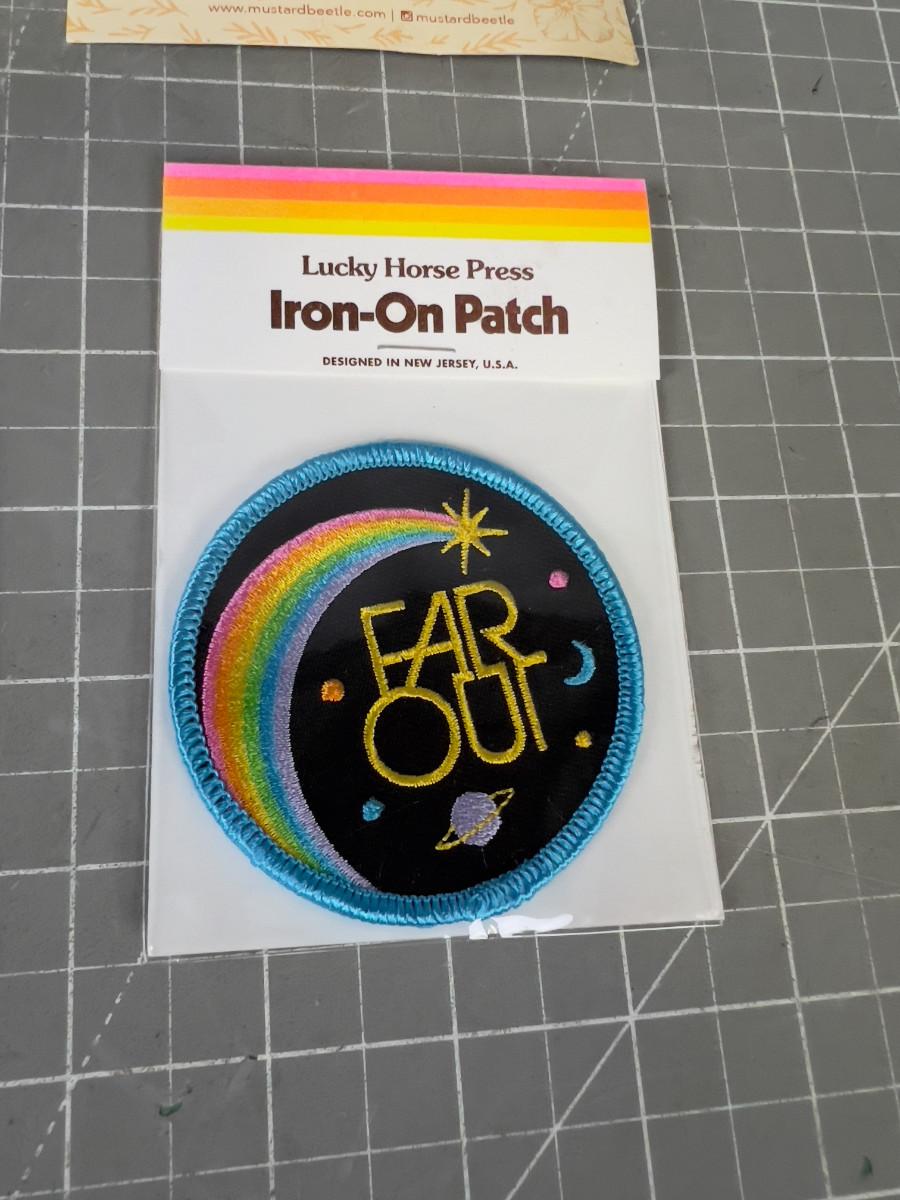 www.mustardbeetle.com | mustardbeetle
Lucky Horse Press
Iron-On Patch
DESIGNED IN NEW JERSEY, U.S.A.
FAR
OUT